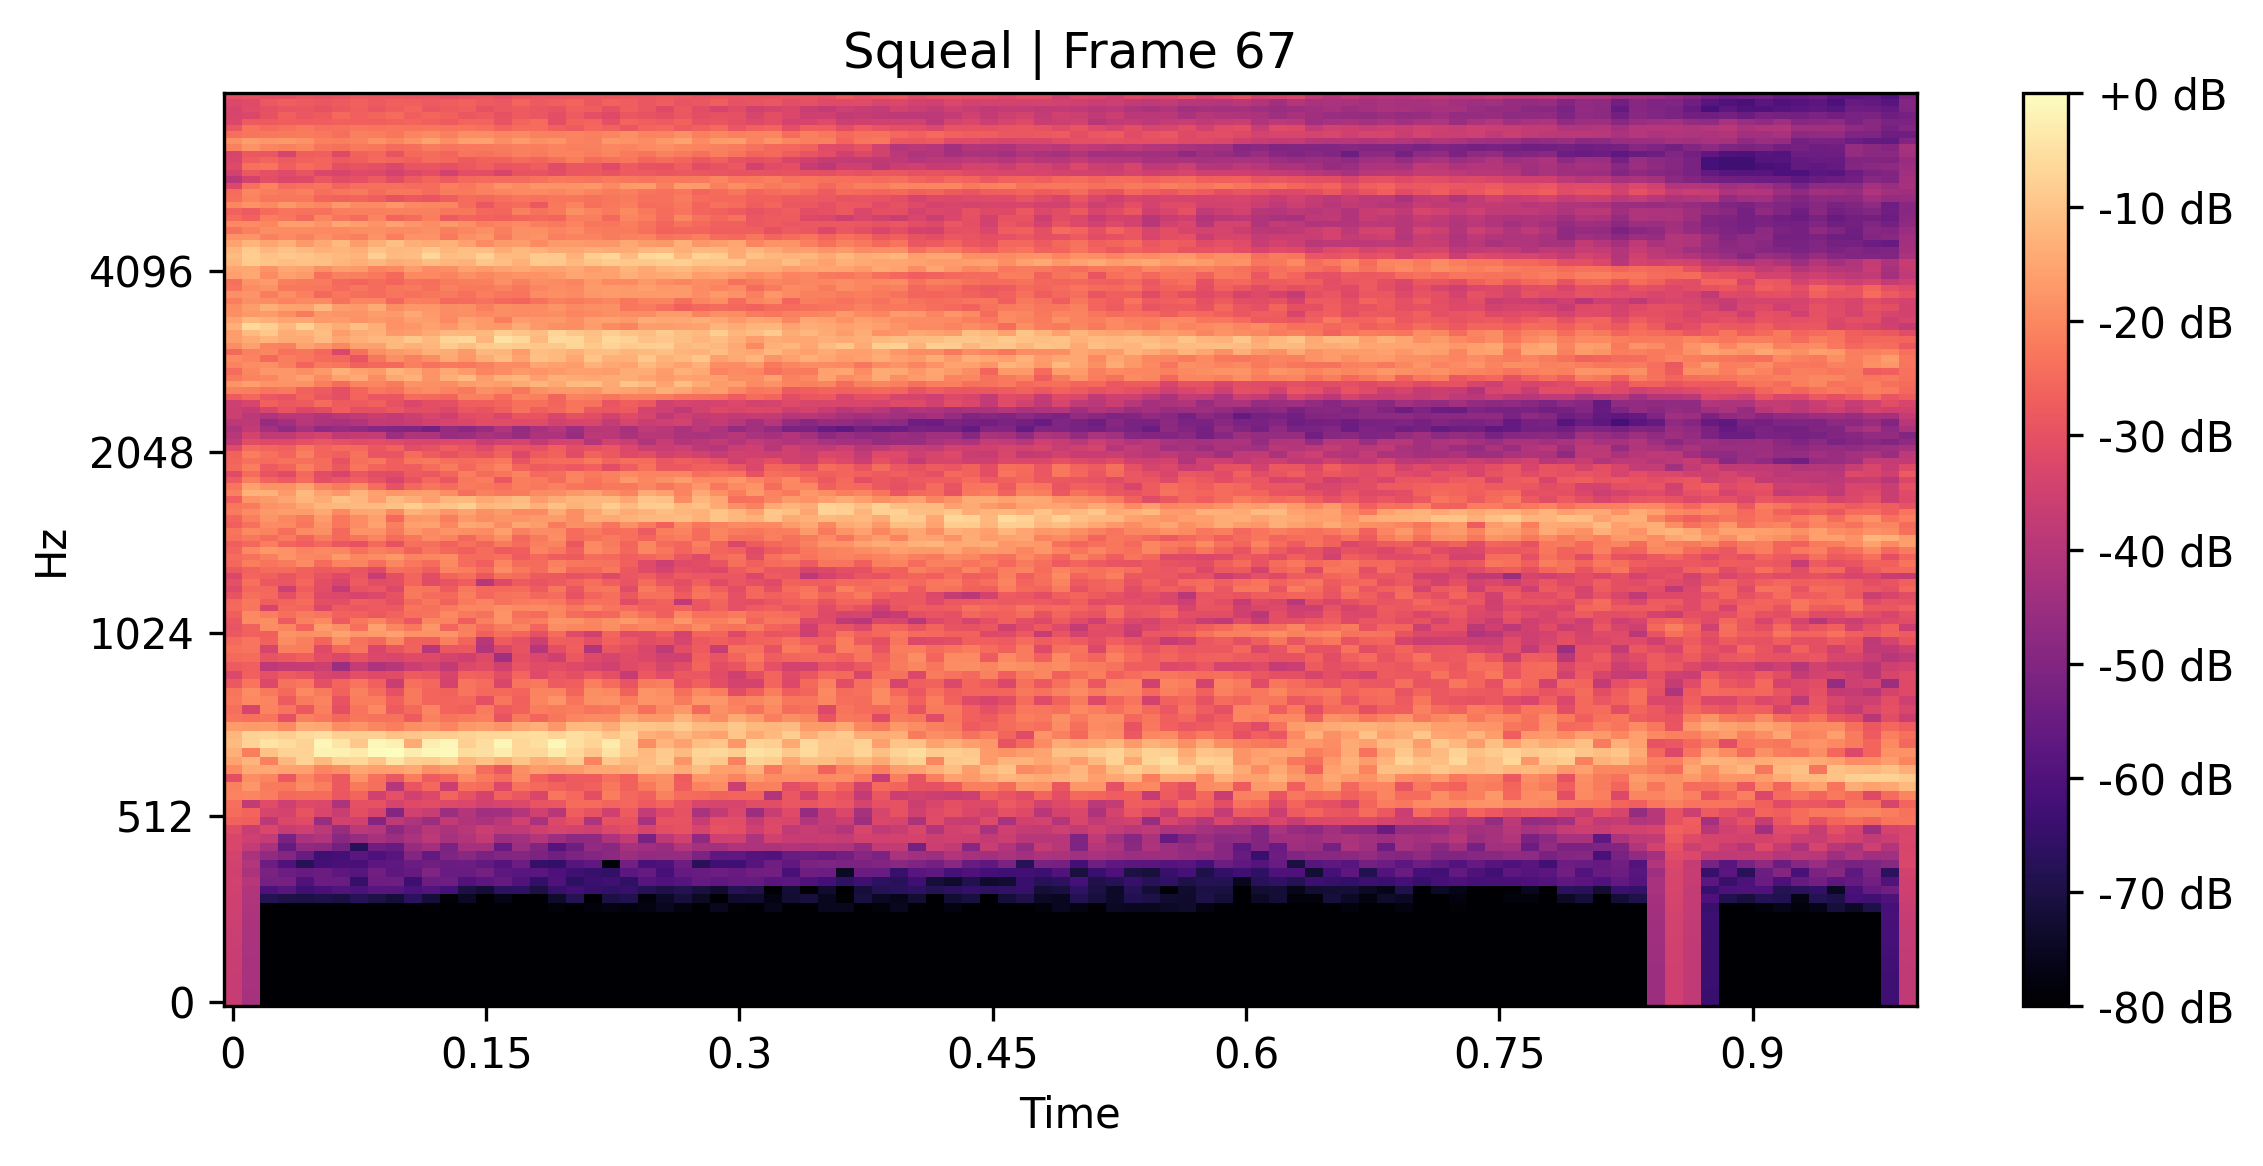 Squeal | Frame 67
+0 dB
-10 dB
-20 dB
-30 dB
-40 dB
-50 dB
-60 dB
-70 dB
-80 dB
Hz
4096
2048
1024
512
0
0 0.15 0.3 0.45 0.6 0.75 0.9
Time